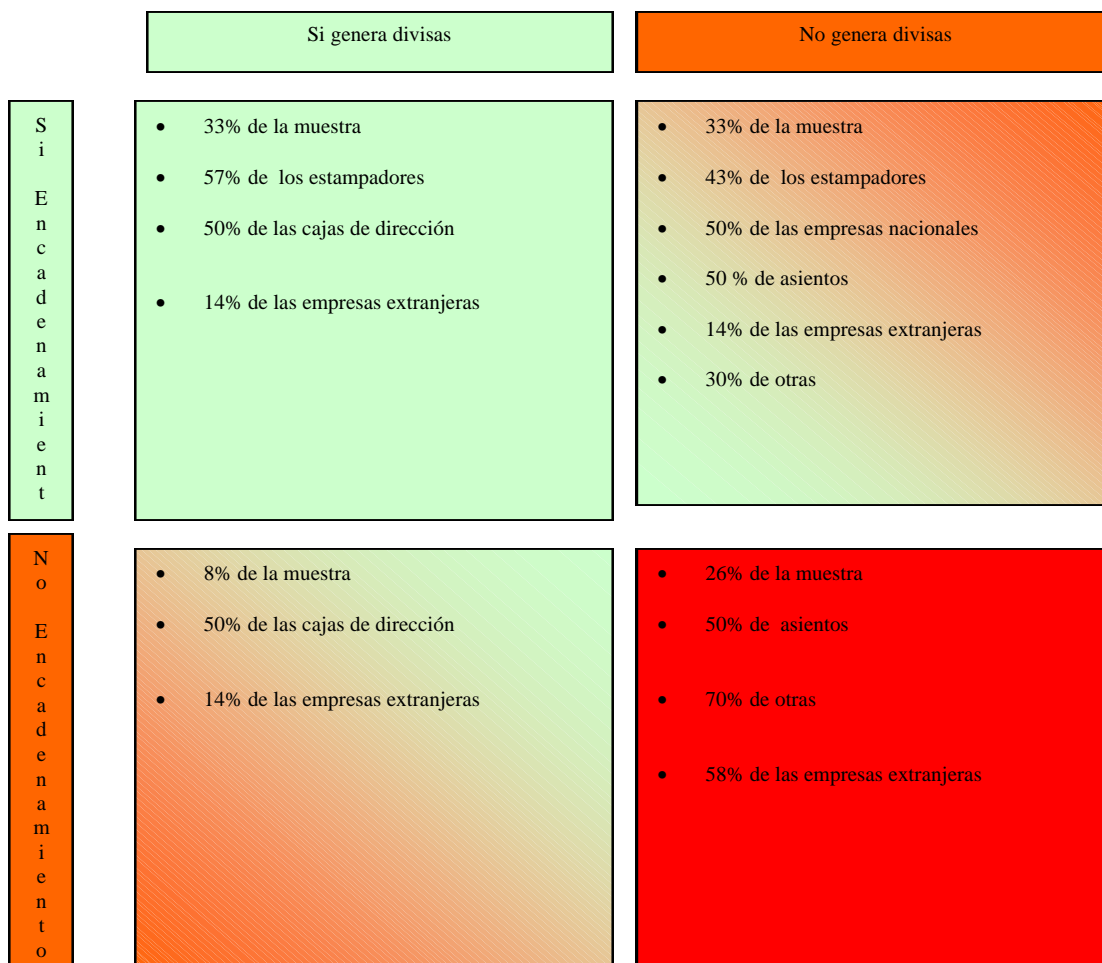 Si genera divisas
No genera divisas
Si Encadenamient
• 33% de la muestra
• 57% de los estampadores
• 50% de las cajas de dirección
• 14% de las empresas extranjeras
• 33% de la muestra
• 43% de los estampadores
• 50% de las empresas nacionales
• 50 % de asientos
• 14% de las empresas extranjeras
• 30% de otras
No Encadenamiento
• 8% de la muestra
• 50% de las cajas de dirección
• 14% de las empresas extranjeras
• 26% de la muestra
• 50% de asientos
• 70% de otras
• 58% de las empresas extranjeras